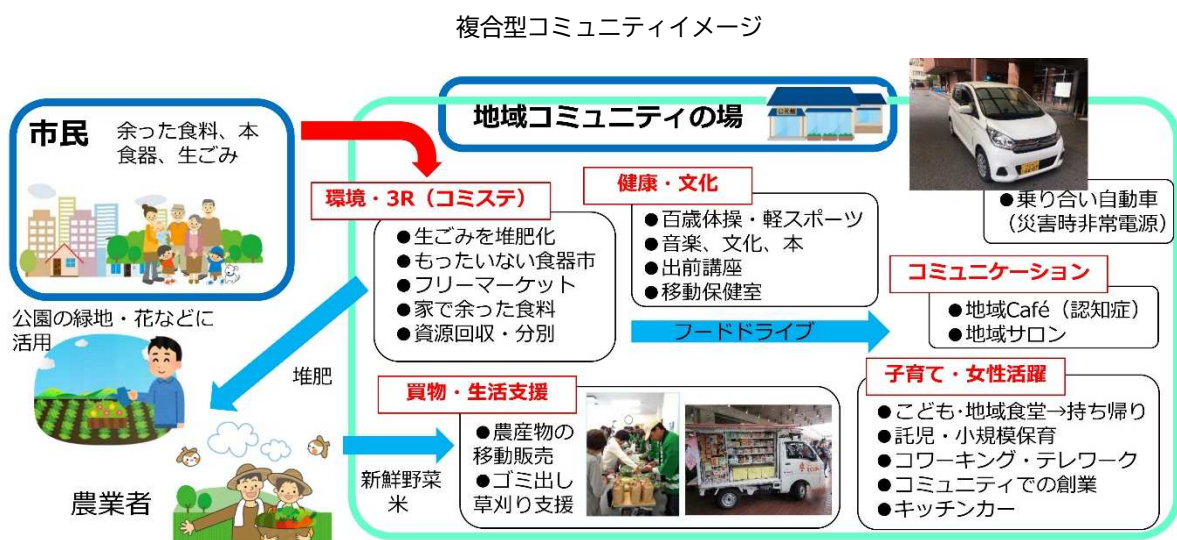 複合型コミュニティイメージ
市民
余った食料、本
食器、生ごみ
地域コミュニティの場
公民館
環境・3R（コミステ）
●生ごみを堆肥化
●もったいない食器市
●フリーマーケット
●家で余った食料
●資源回収・分別
健康・文化
●百歳体操・軽スポーツ
●音楽、文化、本
●出前講座
●移動保健室
●乗り合い自動車
（災害時非常電源）
コミュニケーション
●地域Café（認知症）
●地域サロン
フードドライブ
公園の緑地・花などに
活用
堆肥
農業者
新鮮野菜
米
買物・生活支援
●農産物の
移動販売
●ゴミ出し
草刈り支援
子育て・女性活躍
●こども・地域食堂→持ち帰り
●託児・小規模保育
●コワーキング・テレワーク
●コミュニティでの創業
●キッチンカー